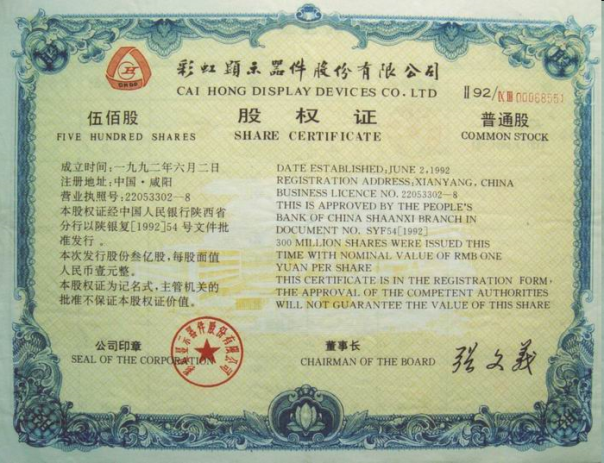 彩虹顯示器件股份有限公司
CAI HONG DISPLAY DEVICES CO. LTD
II 92/KIII 00968551
伍佰股
FIVE HUNDRED SHARES
股权证
SHARE CERTIFICATE
普通股
COMMON STOCK
成立时间:一九九二年六月二日
注册地址:中国·咸阳
营业执照号:22053302-8
本股权证经中国人民银行陕西省
分行以陕银复[1992]54号文件批
准发行。
本次发行股份叁亿股,每股面值
人民币壹元整。
本股权证为记名式,主管机关的
批准不保证本股权证价值。
DATE ESTABLISHED:JUNE 2,1992
REGISTRATION ADDRESS:XIANYANG, CHINA
BUSINESS LICENCE NO.22053302-8
THIS IS APPROVED BY THE PEOPLE'S
BANK OF CHINA SHAANXI BRANCH IN
DOCUMENT NO. SYF54[1992]
300 MILLION SHARES WERE ISSUED THIS
TIME WITH NOMINAL VALUE OF RMB ONE
YUAN PER SHARE
THIS CERTIFICATE IS IN THE REGISTRATION FORM,
THE APPROVAL OF THE COMPETENT AUTHORITIES
WILL NOT GUARANTEE THE VALUE OF THIS SHARE
公司印章
SEAL OF THE CORPORATION
彩虹显示器件股份有限公司
董事长
CHAIRMAN OF THE BOARD
张文义